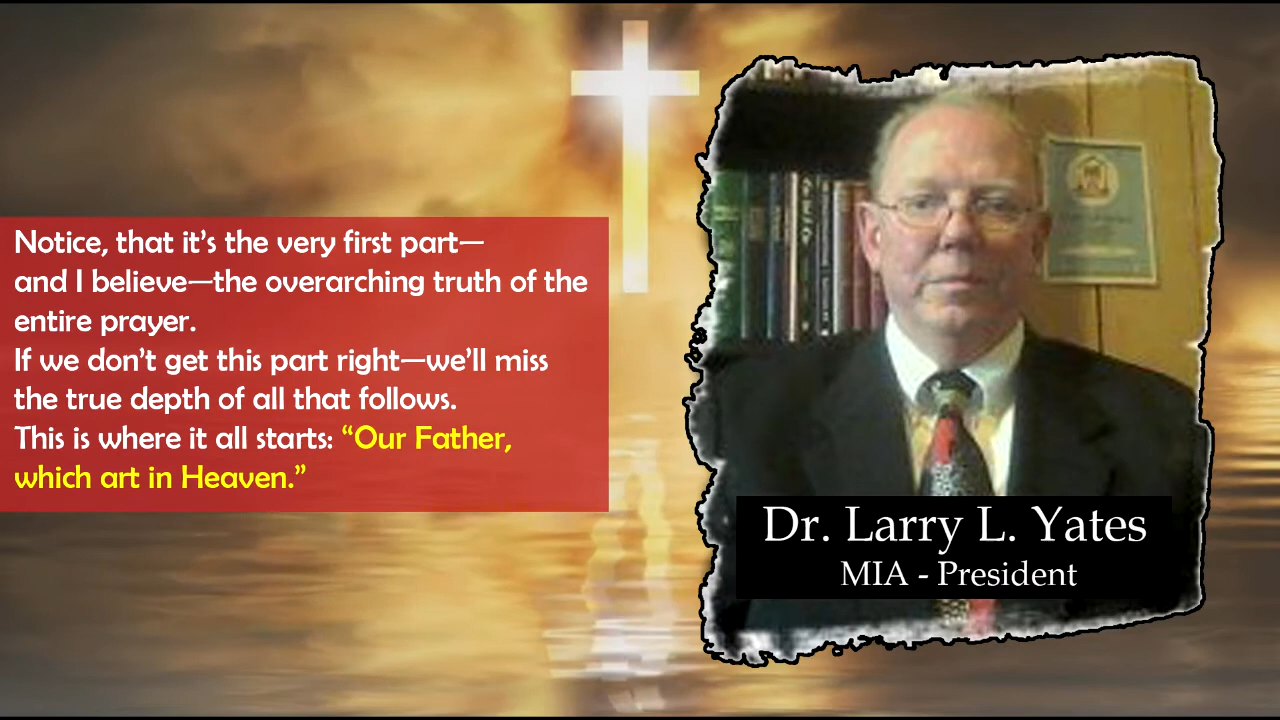 Notice, that it’s the very first part—
and I believe—the overarching truth of the
entire prayer.
If we don’t get this part right—we’ll miss
the true depth of all that follows.
This is where it all starts: “Our Father,
which art in Heaven.”
Dr. Larry L. Yates
MIA - President